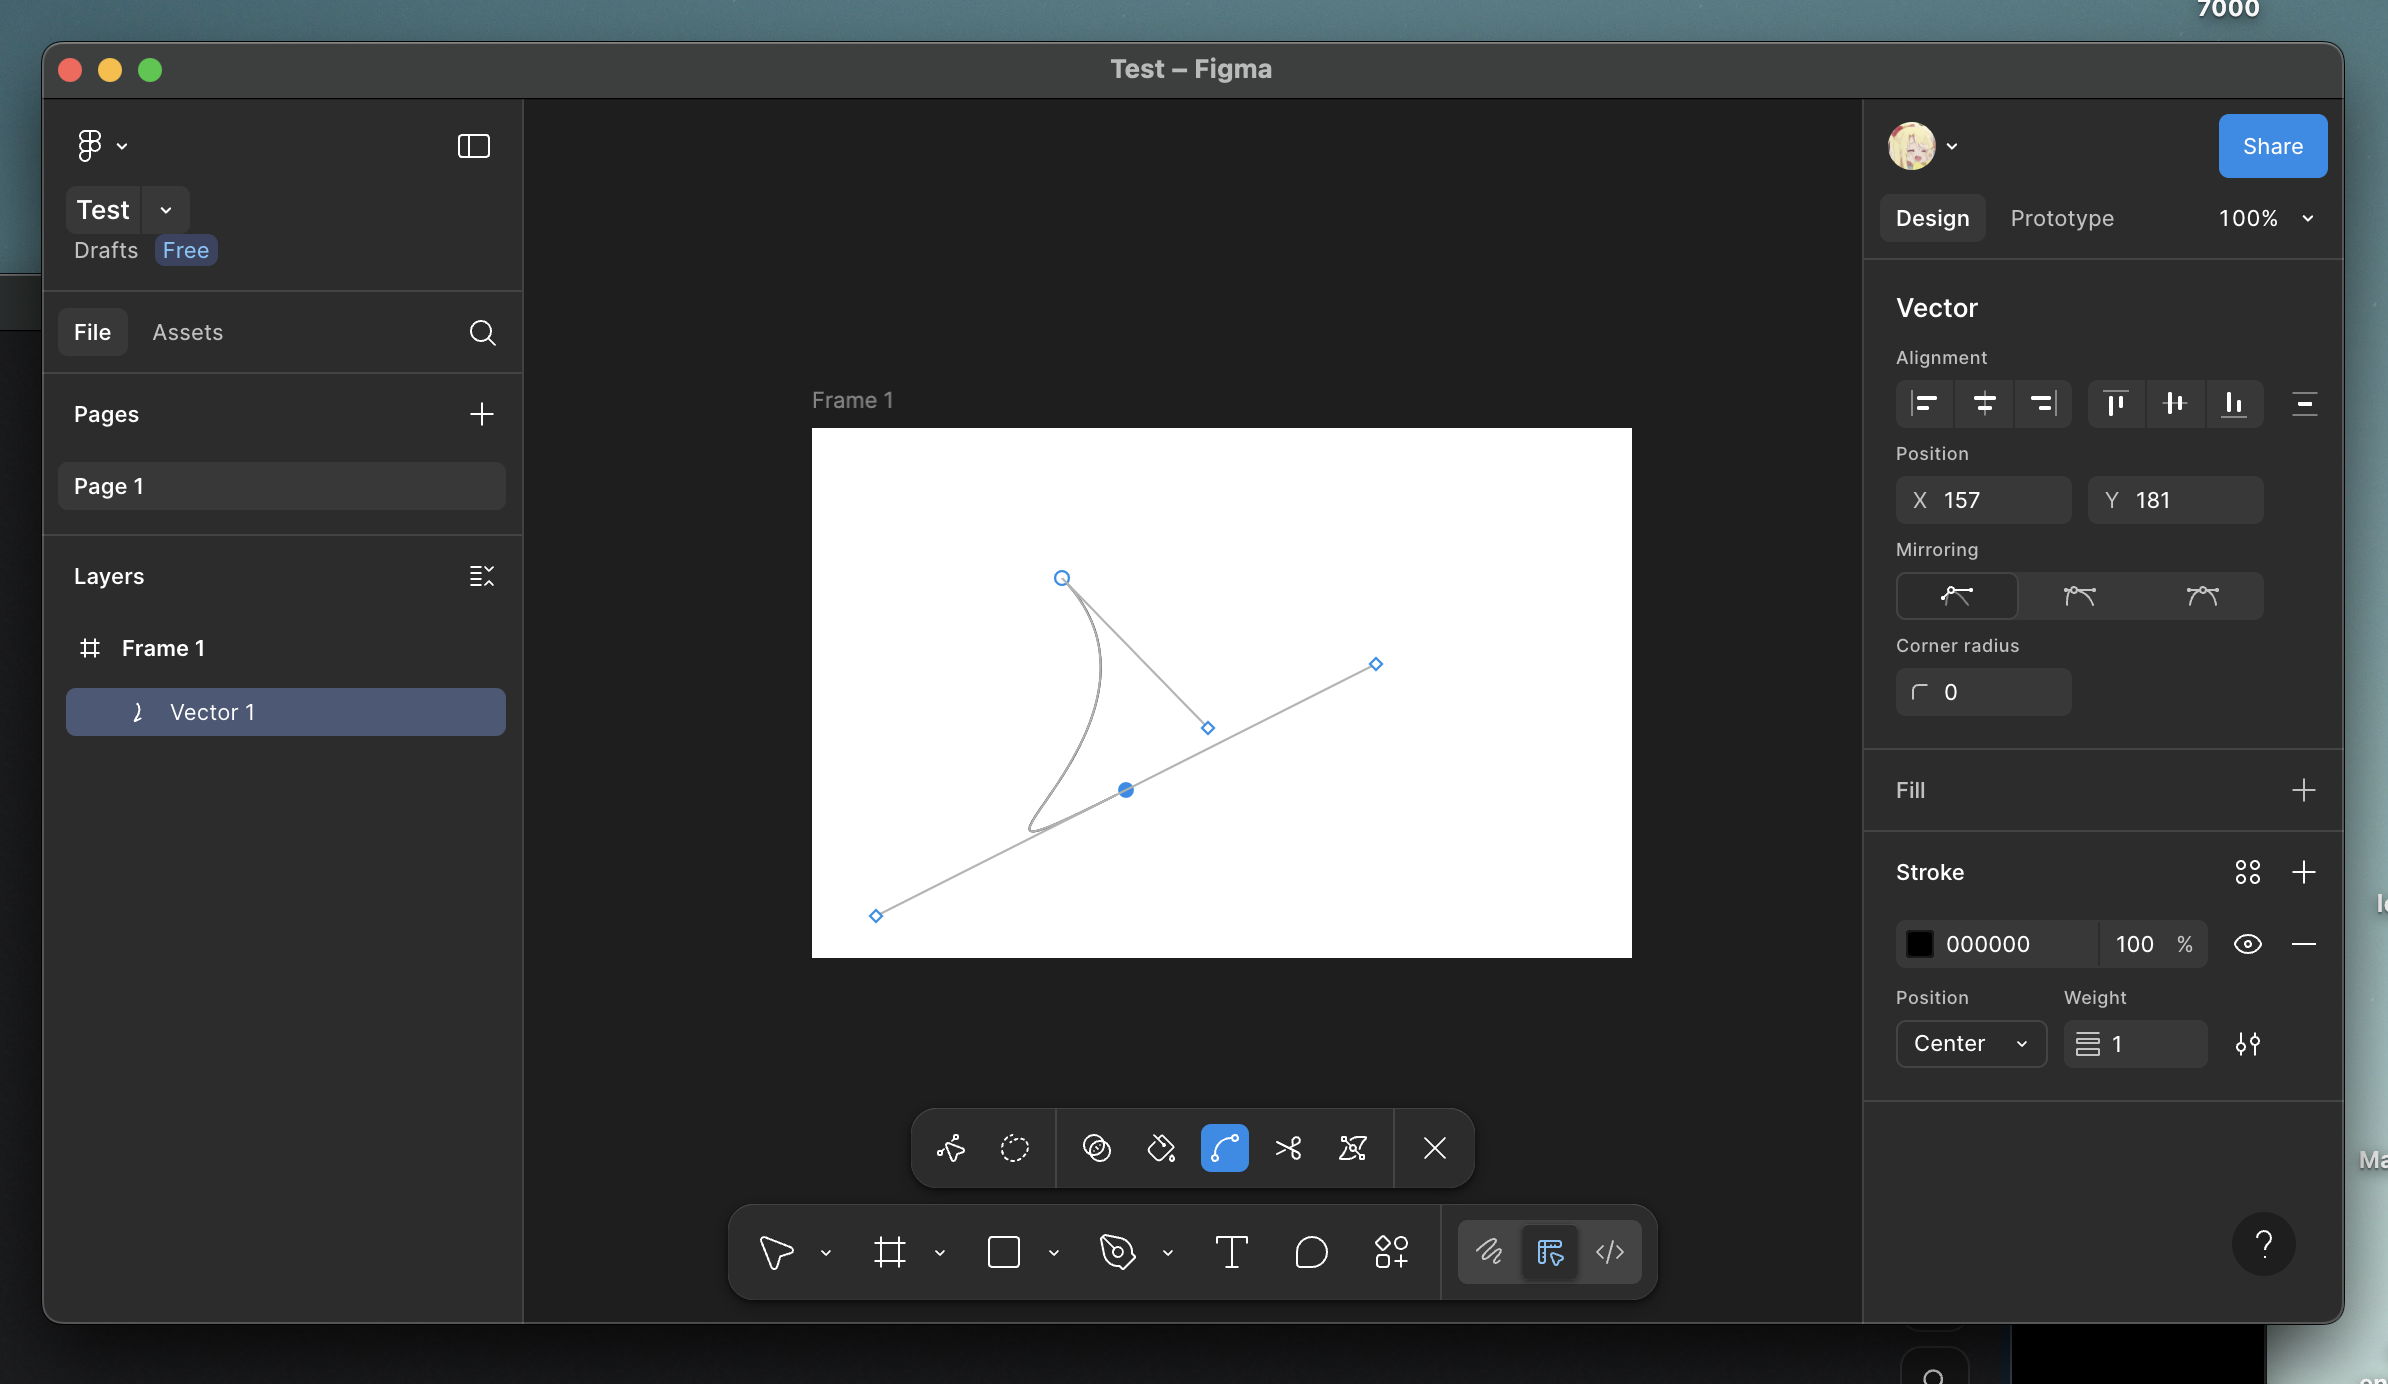 7000
Test – Figma
Test
Drafts Free
File Assets
Pages
Page 1
Layers
Frame 1
Vector 1
Frame 1
Share
Design Prototype 100%
Vector
Alignment
Position
X 157 Y 181
Mirroring
Corner radius
0
Fill
Stroke
000000 100 %
Position Weight
Center 1
?